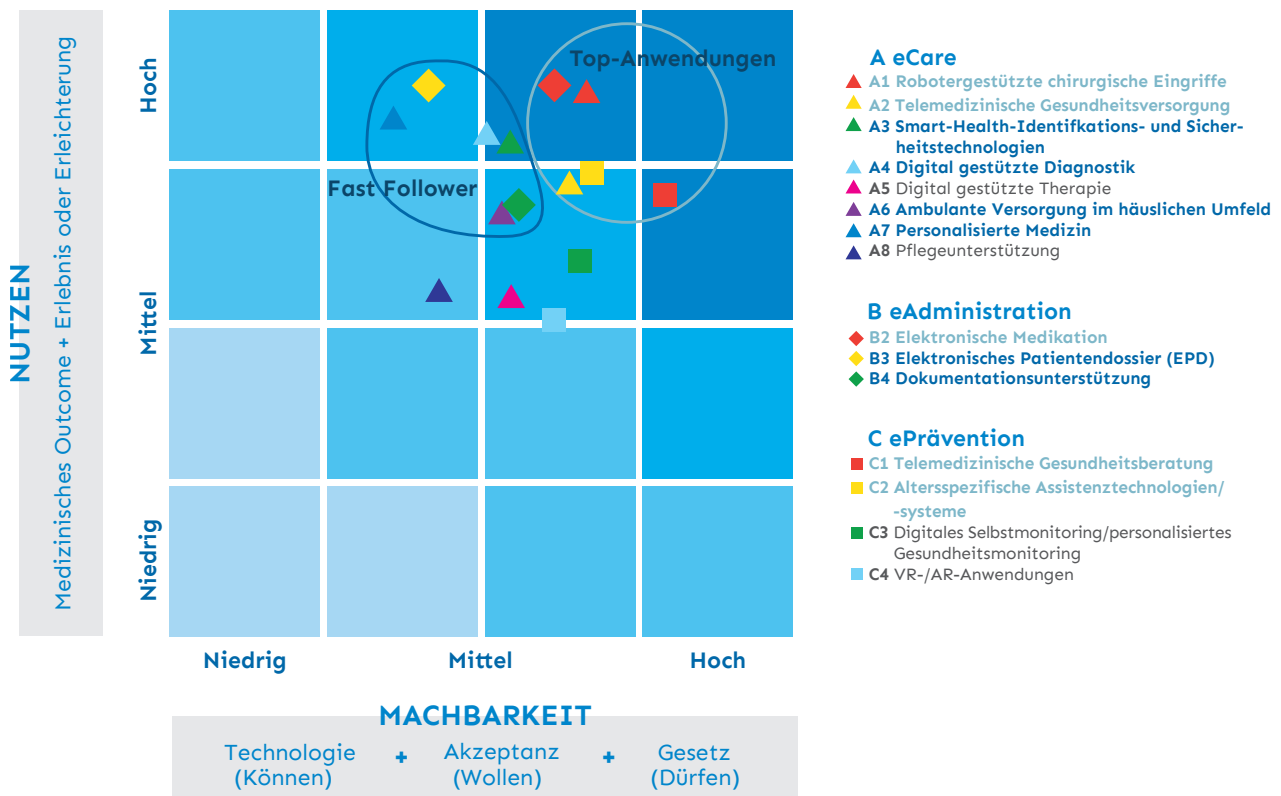 NUTZEN
Medizinisches Outcome + Erlebnis oder Erleichterung
Hoch
Mittel
Niedrig
Top-Anwendungen
Fast Follower
Niedrig
Mittel
Hoch
MACHBARKEIT
Technologie
(Können)
+
Akzeptanz
(Wollen)
+
Gesetz
(Dürfen)
A eCare
A1 Robotergestützte chirurgische Eingriffe
A2 Telemedizinische Gesundheitsversorgung
A3 Smart-Health-Identifkations- und Sicher-
heitstechnologien
A4 Digital gestützte Diagnostik
A5 Digital gestützte Therapie
A6 Ambulante Versorgung im häuslichen Umfeld
A7 Personalisierte Medizin
A8 Pflegeunterstützung
B eAdministration
B2 Elektronische Medikation
B3 Elektronisches Patientendossier (EPD)
B4 Dokumentationsunterstützung
C ePrävention
C1 Telemedizinische Gesundheitsberatung
C2 Altersspezifische Assistenztechnologien/
-systeme
C3 Digitales Selbstmonitoring/personalisiertes
Gesundheitsmonitoring
C4 VR-/AR-Anwendungen